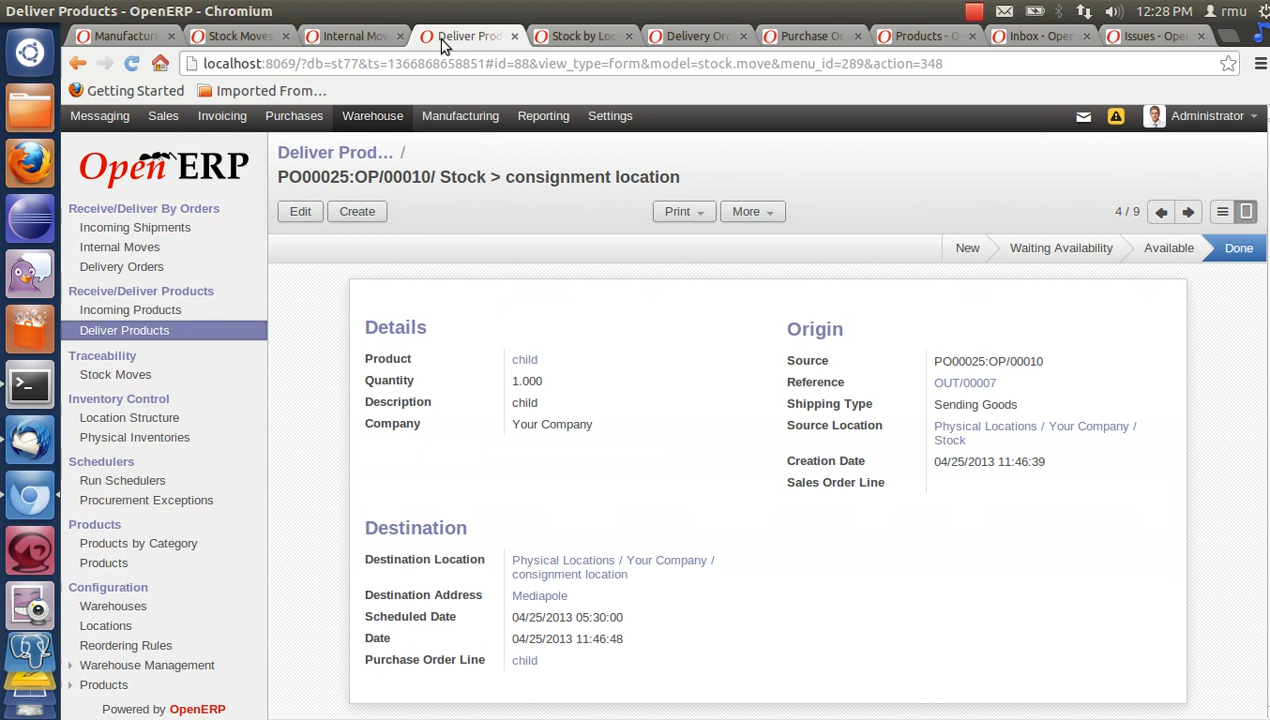 Deliver Products - OpenERP - Chromium
12:28 PM rmu
Manufacturi
Stock Moves
Internal Mov
Deliver Prod
Stock by Loc
Delivery Ord
Purchase Or
Products - O
Inbox - Open
Issues - Open
localhost:8069/?db=st77&ts=1366868658851#id=88&view_type=form&model=stock.move&menu_id=289&action=348
Getting Started Imported From...
Messaging Sales Invoicing Purchases Warehouse Manufacturing Reporting Settings Administrator
Open ERP
Receive/Deliver By Orders
Incoming Shipments
Internal Moves
Delivery Orders
Receive/Deliver Products
Incoming Products
Deliver Products
Traceability
Stock Moves
Inventory Control
Location Structure
Physical Inventories
Schedulers
Run Schedulers
Procurement Exceptions
Products
Products by Category
Products
Configuration
Warehouses
Locations
Reordering Rules
Warehouse Management
Products
Powered by OpenERP
Deliver Prod... /
PO00025:OP/00010/ Stock > consignment location
Edit Create Print More 4 / 9
New Waiting Availability Available Done
Details
Product child
Quantity 1.000
Description child
Company Your Company
Origin
Source PO00025:OP/00010
Reference OUT/00007
Shipping Type Sending Goods
Source Location Physical Locations / Your Company /
Stock
Creation Date 04/25/2013 11:46:39
Sales Order Line
Destination
Destination Location Physical Locations / Your Company /
consignment location
Destination Address Mediapole
Scheduled Date 04/25/2013 05:30:00
Date 04/25/2013 11:46:48
Purchase Order Line child